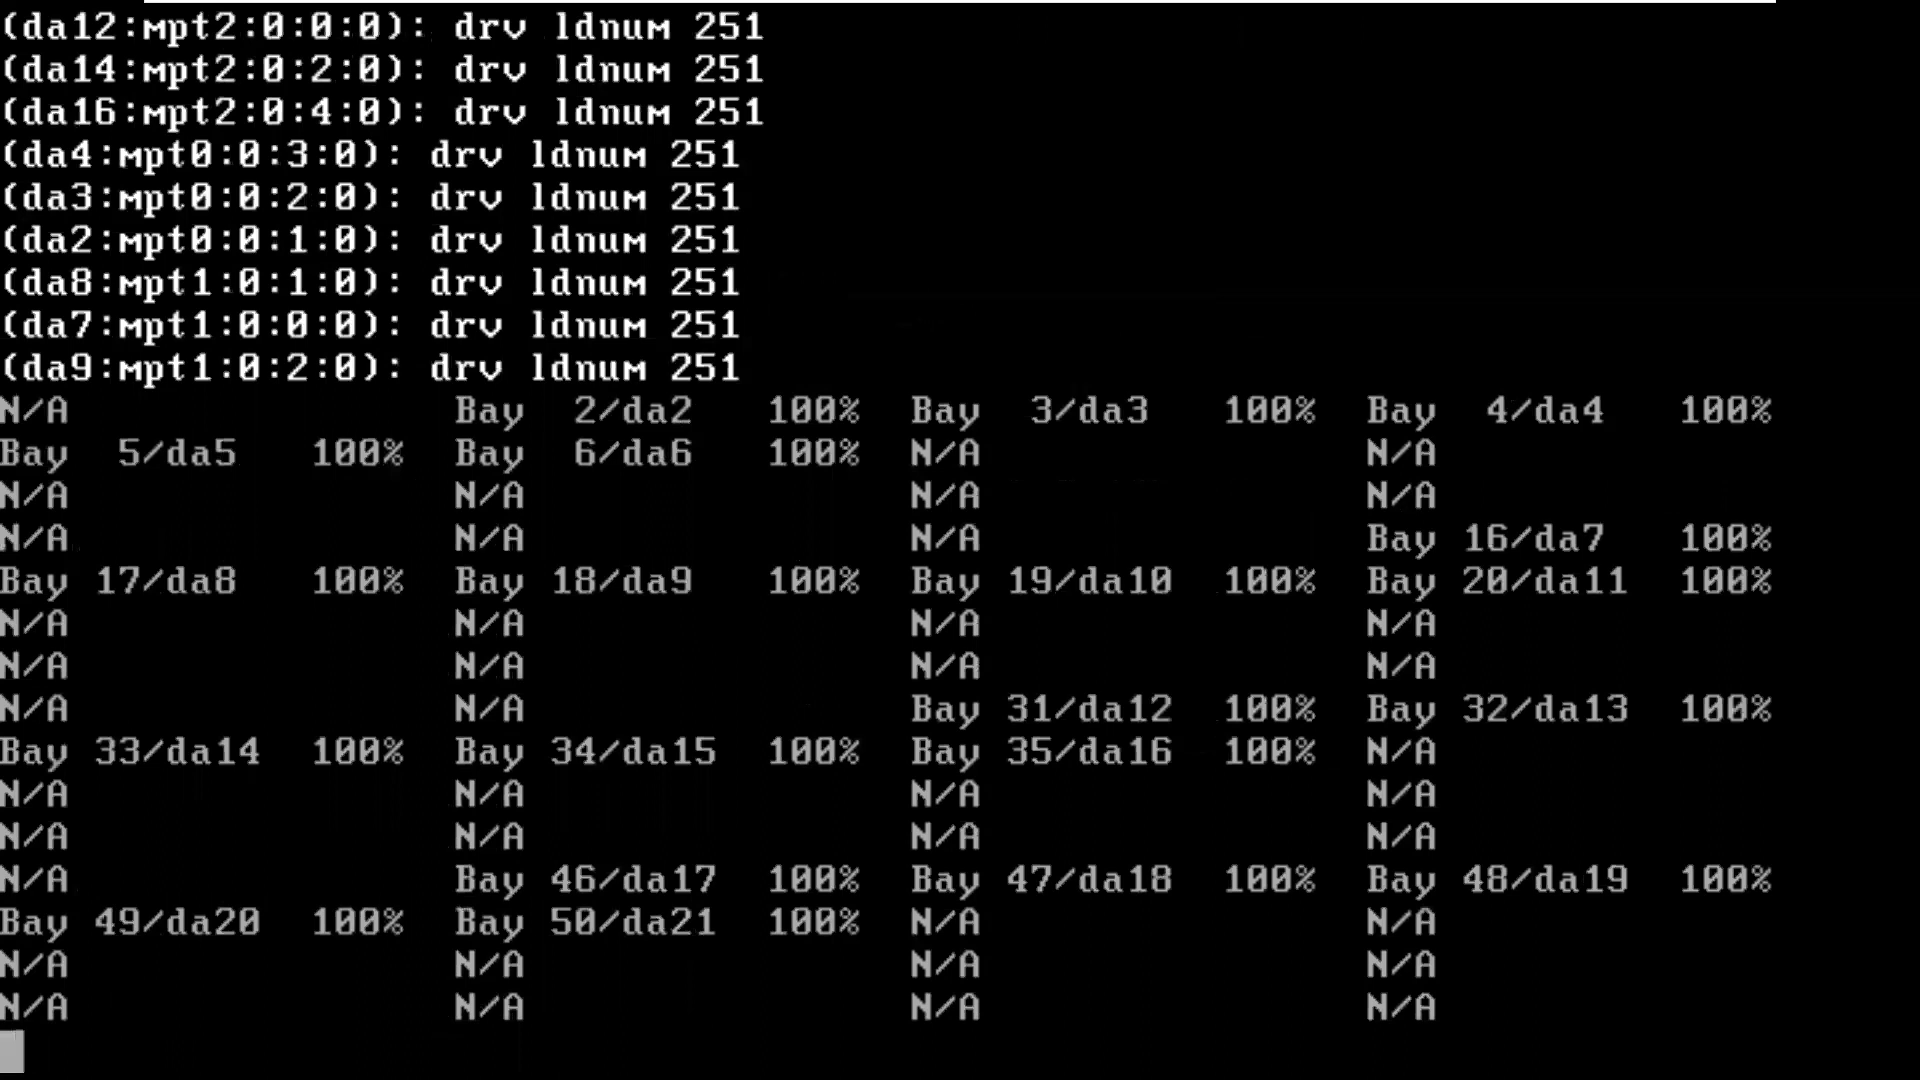 (da12:mpt2:0:0:0): drv ldnum 251
(da14:mpt2:0:2:0): drv ldnum 251
(da16:mpt2:0:4:0): drv ldnum 251
(da4:mpt0:0:3:0): drv ldnum 251
(da3:mpt0:0:2:0): drv ldnum 251
(da2:mpt0:0:1:0): drv ldnum 251
(da8:mpt1:0:1:0): drv ldnum 251
(da7:mpt1:0:0:0): drv ldnum 251
(da9:mpt1:0:2:0): drv ldnum 251
N/A Bay 2/da2 100% Bay 3/da3 100% Bay 4/da4 100%
Bay 5/da5 100% Bay 6/da6 100% N/A N/A
N/A N/A N/A N/A
N/A N/A N/A Bay 16/da7 100%
Bay 17/da8 100% Bay 18/da9 100% Bay 19/da10 100% Bay 20/da11 100%
N/A N/A N/A N/A
N/A N/A N/A N/A
N/A N/A Bay 31/da12 100% Bay 32/da13 100%
Bay 33/da14 100% Bay 34/da15 100% Bay 35/da16 100% N/A
N/A N/A N/A N/A
N/A N/A N/A N/A
N/A Bay 46/da17 100% Bay 47/da18 100% Bay 48/da19 100%
Bay 49/da20 100% Bay 50/da21 100% N/A N/A
N/A N/A N/A N/A
N/A N/A N/A N/A